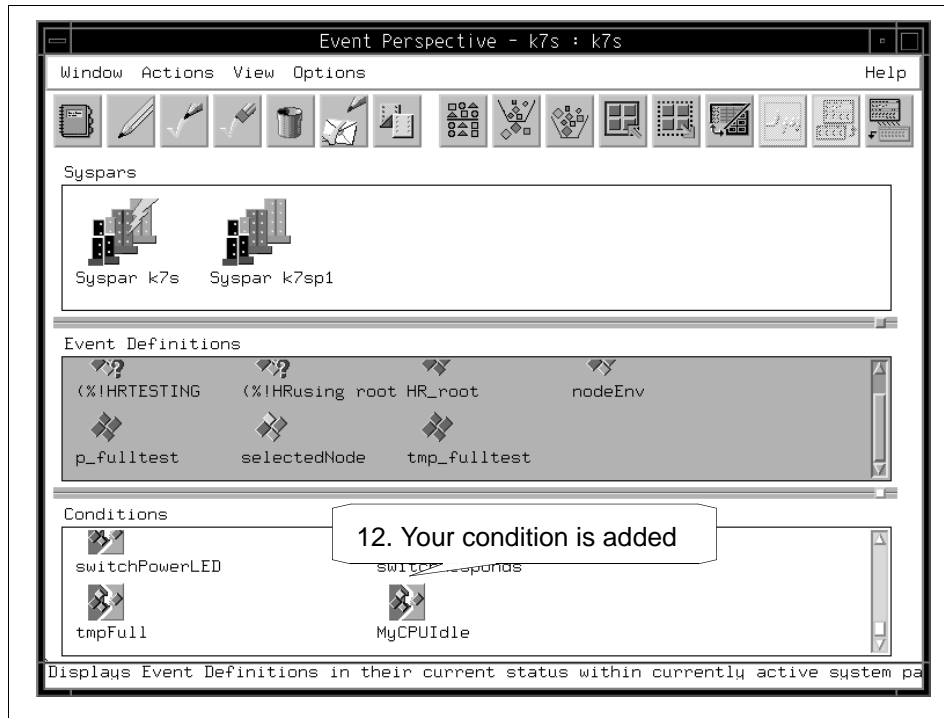 Event Perspective - k7s : k7s
Window Actions View Options Help
Syspars
Syspar k7s Syspar k7sp1
Event Definitions
(%!HRTESTING (%!HRusing root HR_root nodeEnv
p_fulltest selectedNode tmp_fulltest
Conditions
12. Your condition is added
switchPowerLED
tmpFull MyCPUIdle
Displays Event Definitions in their current status within currently active system pa